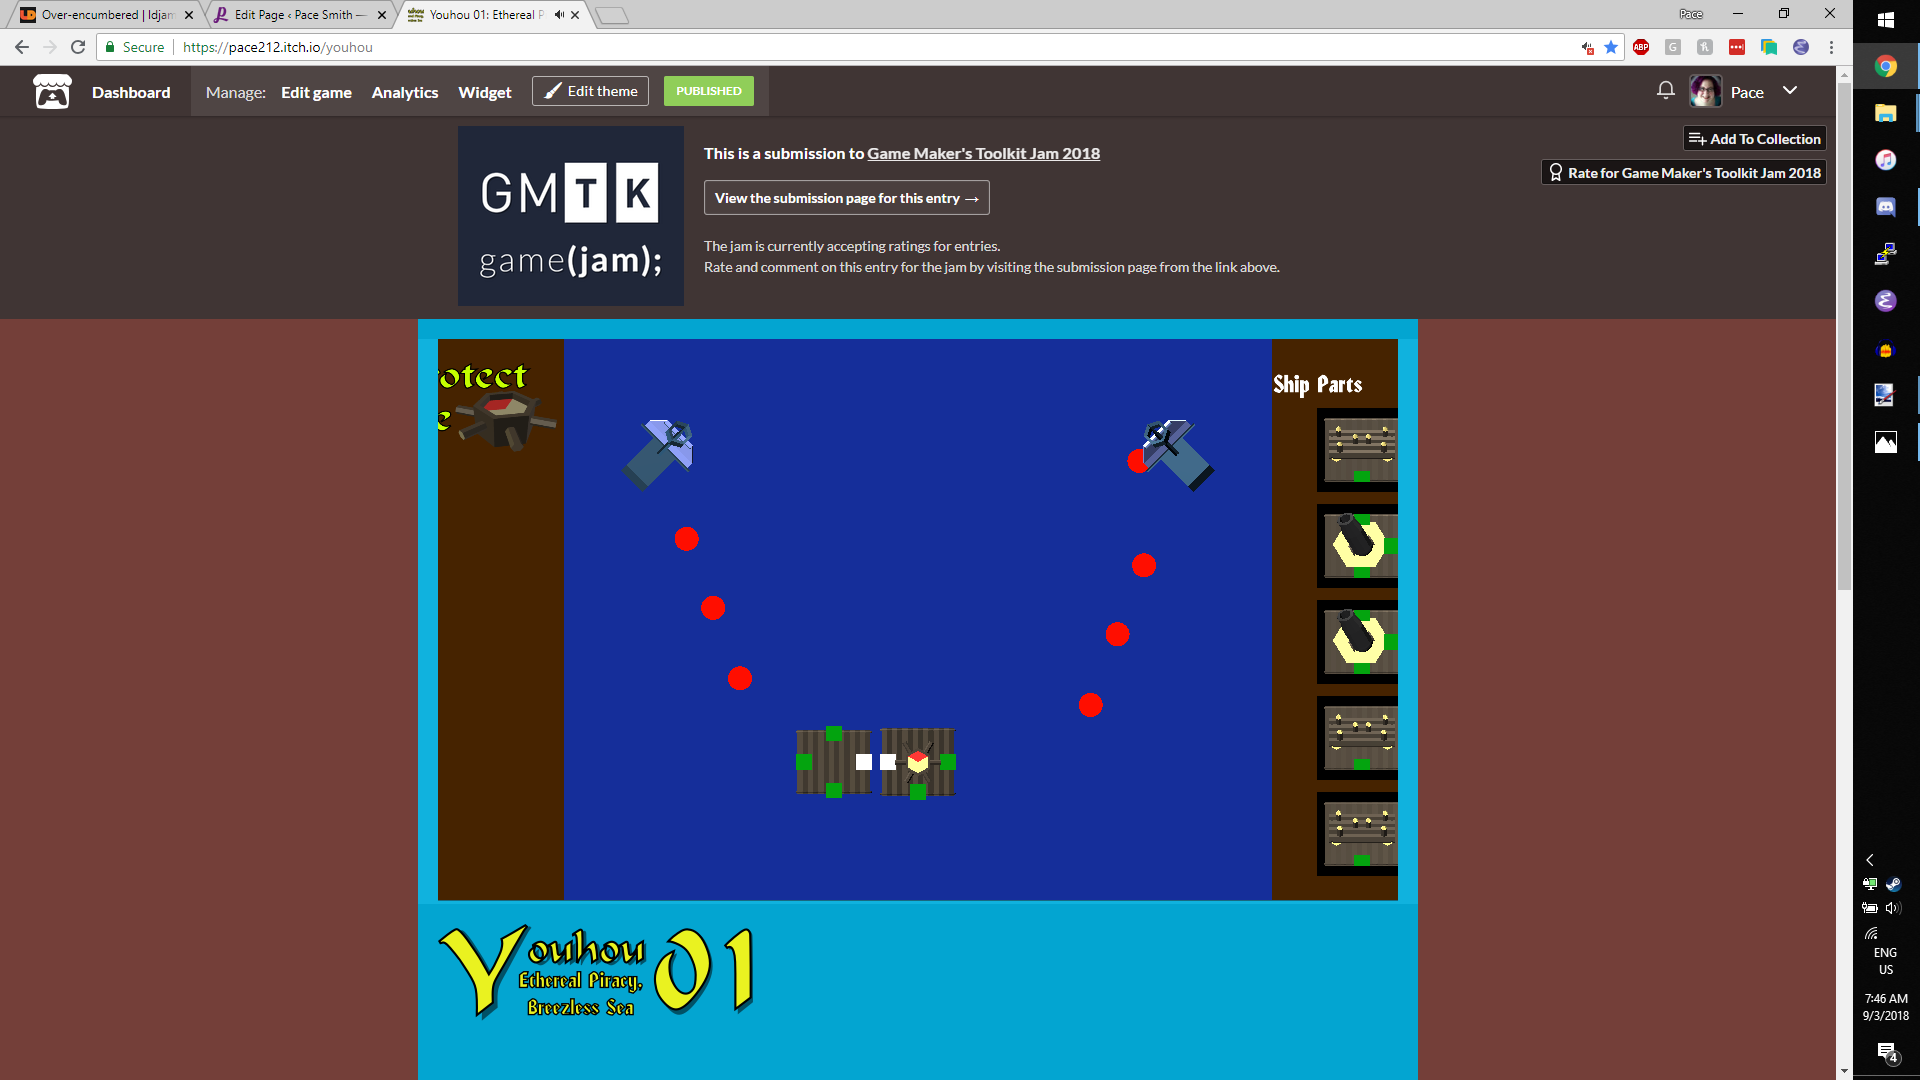 Over-encumbered | ldjam
Edit Page ‹ Pace Smith —
Youhou 01: Ethereal P
Pace
Secure
https://pace212.itch.io/youhou
ABP
Dashboard
Manage:
Edit game
Analytics
Widget
Edit theme
PUBLISHED
Pace
GMTK
game(jam);
This is a submission to Game Maker's Toolkit Jam 2018
View the submission page for this entry →
The jam is currently accepting ratings for entries.
Rate and comment on this entry for the jam by visiting the submission page from the link above.
Add To Collection
Rate for Game Maker's Toolkit Jam 2018
otect
e
Ship Parts
Youhou 01
Ethereal Piracy,
Breezless Sea
ENG
US
7:46 AM
9/3/2018
4